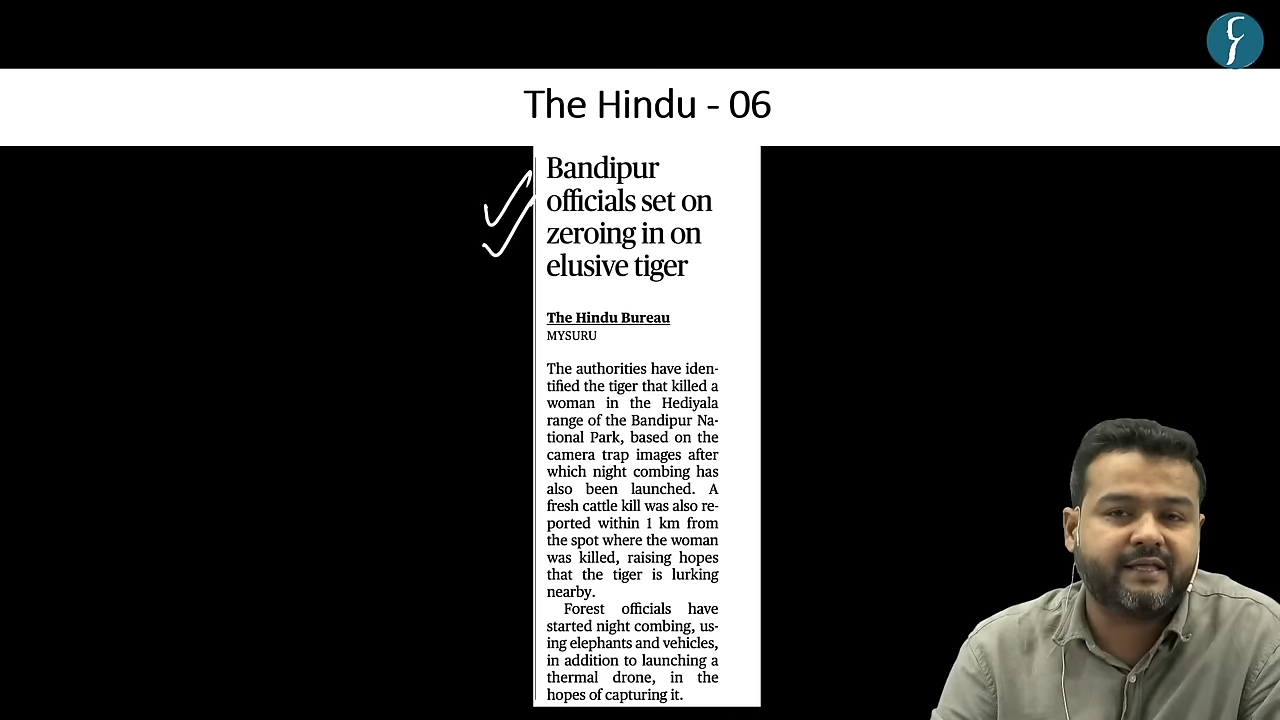 The Hindu - 06
Bandipur
officials set on
zeroing in on
elusive tiger
The Hindu Bureau
MYSURU
The authorities have iden-
tified the tiger that killed a
woman in the Hediyala
range of the Bandipur Na-
tional Park, based on the
camera trap images after
which night combing has
also been launched. A
fresh cattle kill was also re-
ported within 1 km from
the spot where the woman
was killed, raising hopes
that the tiger is lurking
nearby.
Forest officials have
started night combing, us-
ing elephants and vehicles,
in addition to launching a
thermal drone, in the
hopes of capturing it.